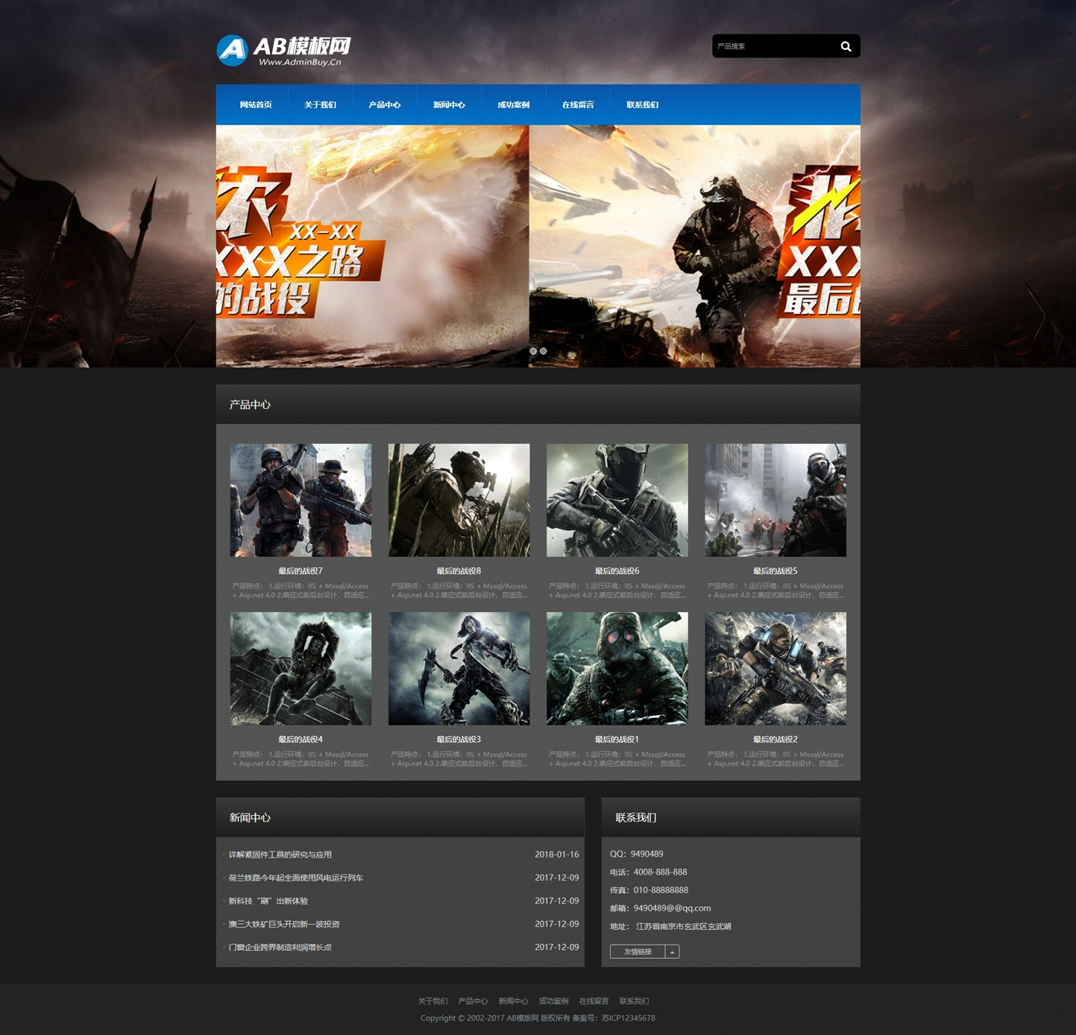 AB模板网
Www.AdminBuy.Cn
产品搜索
网站首页 关于我们 产品中心 新闻中心 成功案例 在线留言 联系我们
XX-XX
XXX之路
的战役
XXX
最后
产品中心
最后的战役7 最后的战役8 最后的战役6 最后的战役5
产品特点： 1.运行环境：IIS + Mssql/Access 产品特点： 1.运行环境：IIS + Mssql/Access 产品特点： 1.运行环境：IIS + Mssql/Access 产品特点： 1.运行环境：IIS + Mssql/Access
+ Asp.net 4.0 2.响应式前后台设计，自适应... + Asp.net 4.0 2.响应式前后台设计，自适应... + Asp.net 4.0 2.响应式前后台设计，自适应... + Asp.net 4.0 2.响应式前后台设计，自适应...
最后的战役4 最后的战役3 最后的战役1 最后的战役2
产品特点： 1.运行环境：IIS + Mssql/Access 产品特点： 1.运行环境：IIS + Mssql/Access 产品特点： 1.运行环境：IIS + Mssql/Access 产品特点： 1.运行环境：IIS + Mssql/Access
+ Asp.net 4.0 2.响应式前后台设计，自适应... + Asp.net 4.0 2.响应式前后台设计，自适应... + Asp.net 4.0 2.响应式前后台设计，自适应... + Asp.net 4.0 2.响应式前后台设计，自适应...
新闻中心
详解紧固件工具的研究与应用 2018-01-16
荷兰铁路今年起全面使用风电运行列车 2017-12-09
新科技“刷”出新体验 2017-12-09
澳三大铁矿巨头开启新一波投资 2017-12-09
门窗企业跨界制造利润增长点 2017-12-09
联系我们
QQ：9490489
电话：4008-888-888
传真：010-88888888
邮箱：9490489@@qq.com
地址： 江苏省南京市玄武区玄武湖
友情链接
关于我们 产品中心 新闻中心 成功案例 在线留言 联系我们
Copyright © 2002-2017 AB模版网 版权所有 备案号：苏ICP12345678